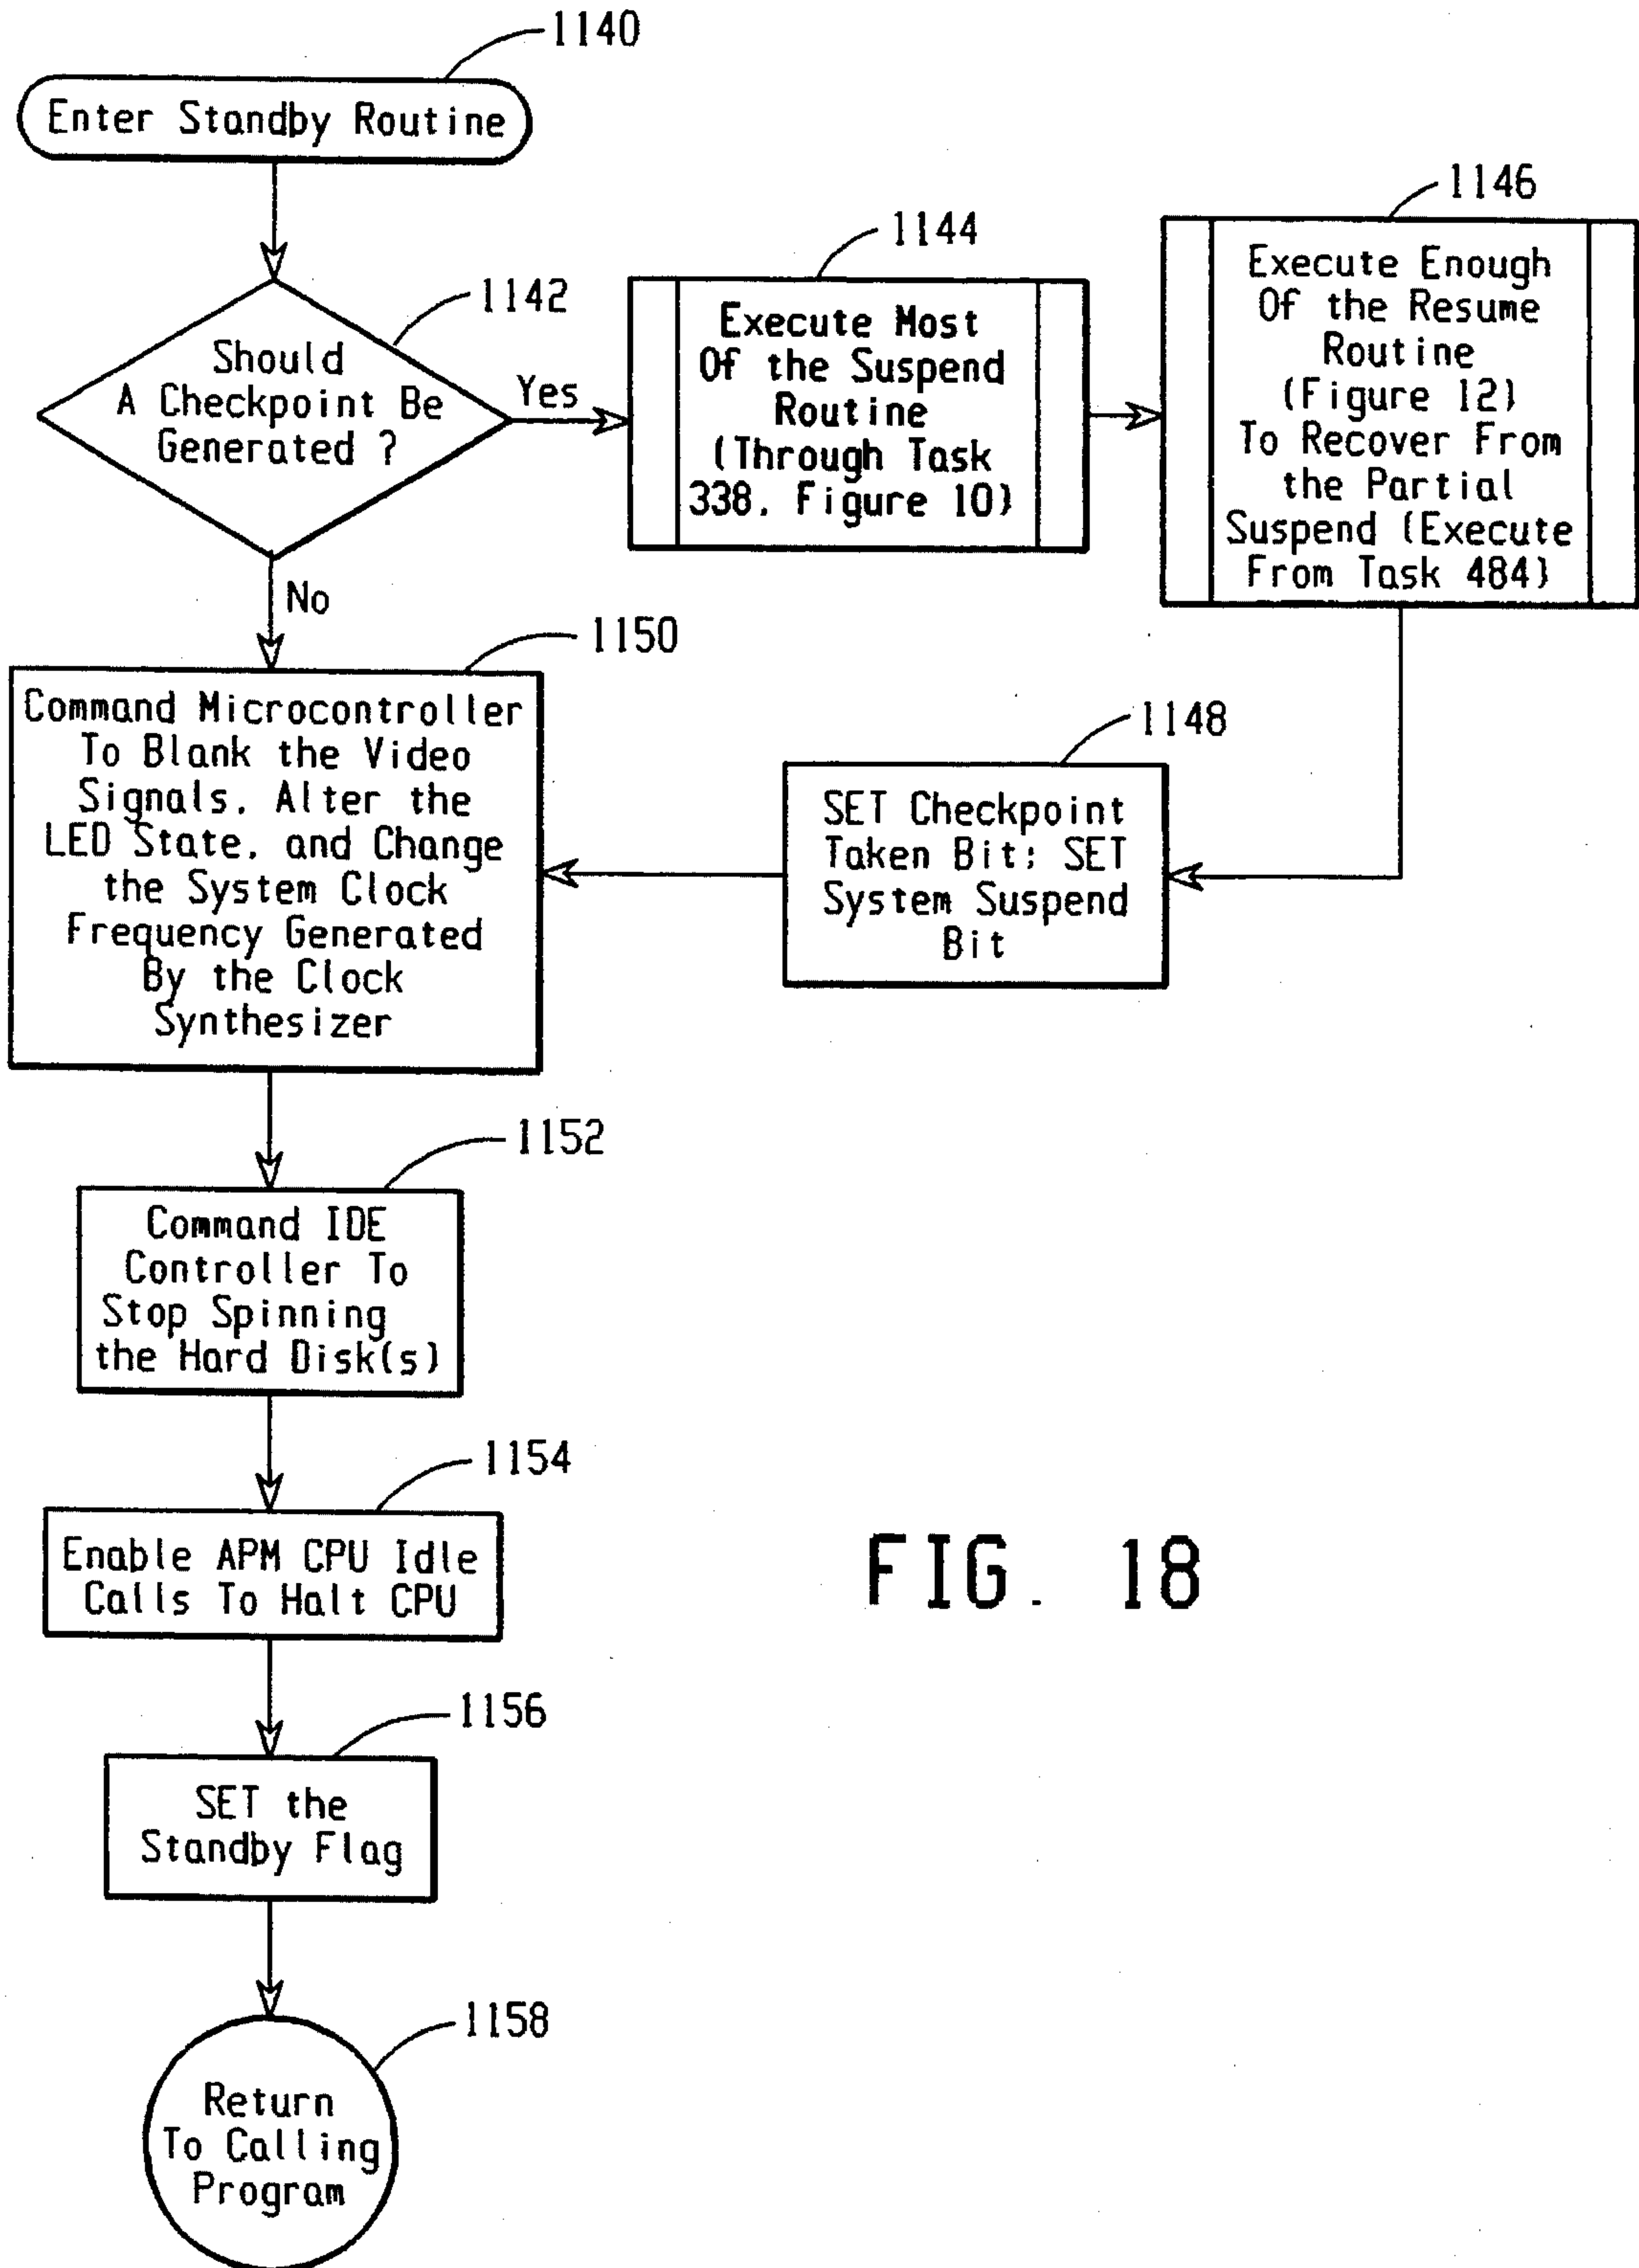 1140
Enter Standby Routine
1142
Should
A Checkpoint Be
Generated ?
Yes
No
1144
Execute Most
Of the Suspend
Routine
(Through Task
338, Figure 10)
1146
Execute Enough
Of the Resume
Routine
(Figure 12)
To Recover From
the Partial
Suspend (Execute
From Task 484)
1148
SET Checkpoint
Taken Bit; SET
System Suspend
Bit
1150
Command Microcontroller
To Blank the Video
Signals, Alter the
LED State, and Change
the System Clock
Frequency Generated
By the Clock
Synthesizer
1152
Command IDE
Controller To
Stop Spinning
the Hard Disk(s)
1154
Enable APM CPU Idle
Calls To Halt CPU
1156
SET the
Standby Flag
1158
Return
To Calling
Program
FIG. 18